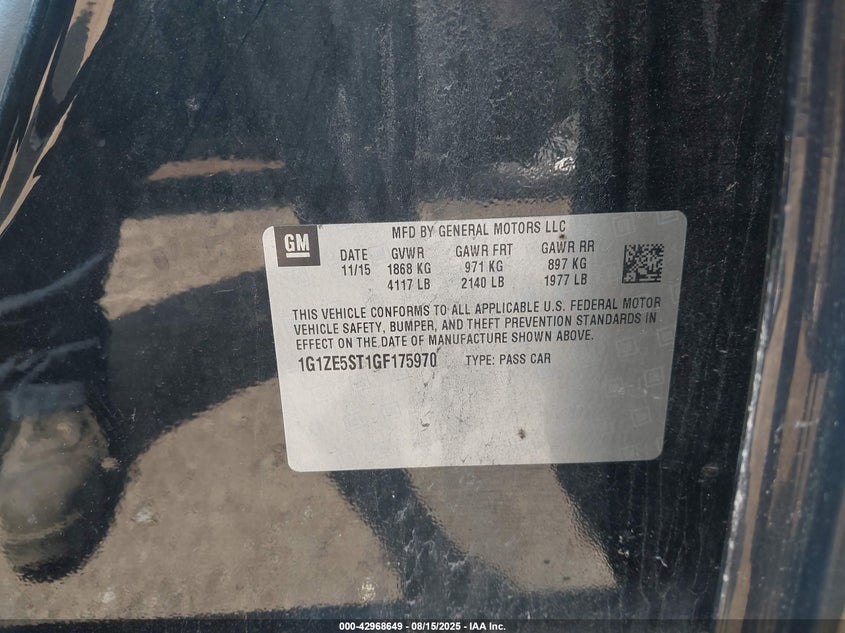 GM
MFD BY GENERAL MOTORS LLC
DATE GVWR GAWR FRT GAWR RR
11/15 1868 KG 971 KG 897 KG
4117 LB 2140 LB 1977 LB
THIS VEHICLE CONFORMS TO ALL APPLICABLE U.S. FEDERAL MOTOR
VEHICLE SAFETY, BUMPER, AND THEFT PREVENTION STANDARDS IN
EFFECT ON THE DATE OF MANUFACTURE SHOWN ABOVE.
1G1ZE5ST1GF175970 TYPE: PASS CAR
000-42968649 - 08/15/2025 - IAA Inc.